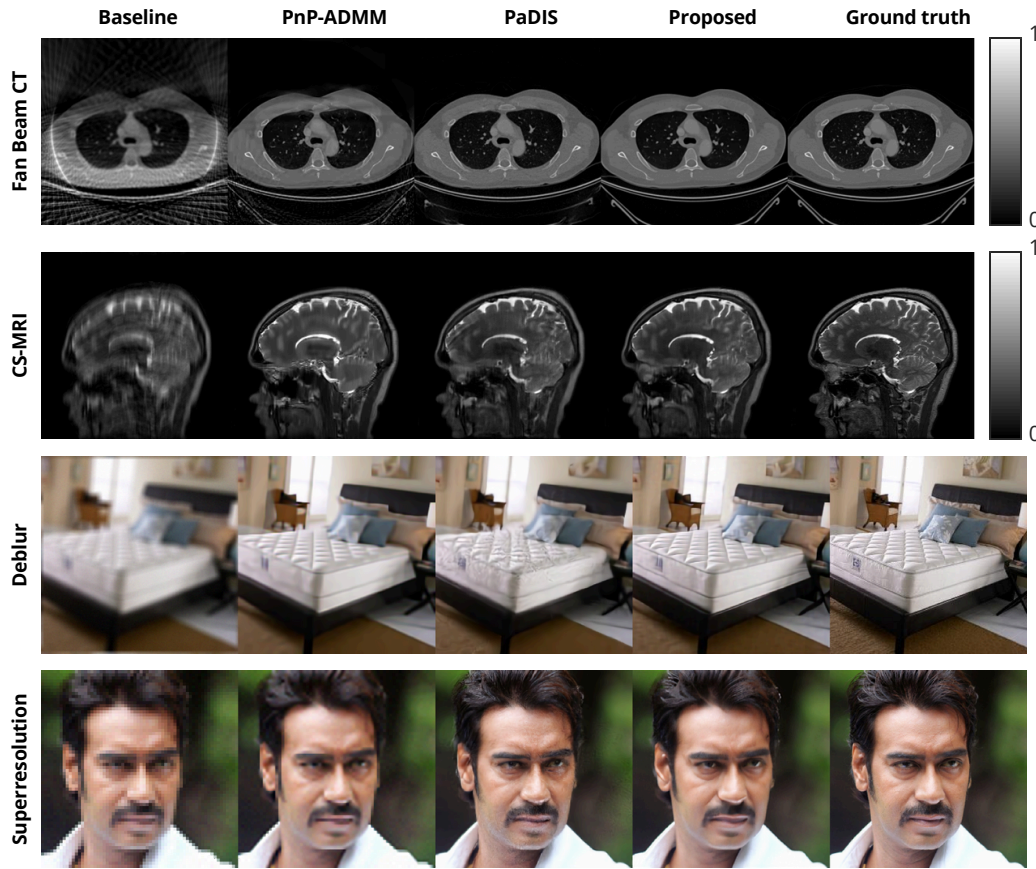 Baseline PnP-ADMM PaDIS Proposed Ground truth
Fan Beam CT
1
0
CS-MRI
1
0
Deblur
Superresolution